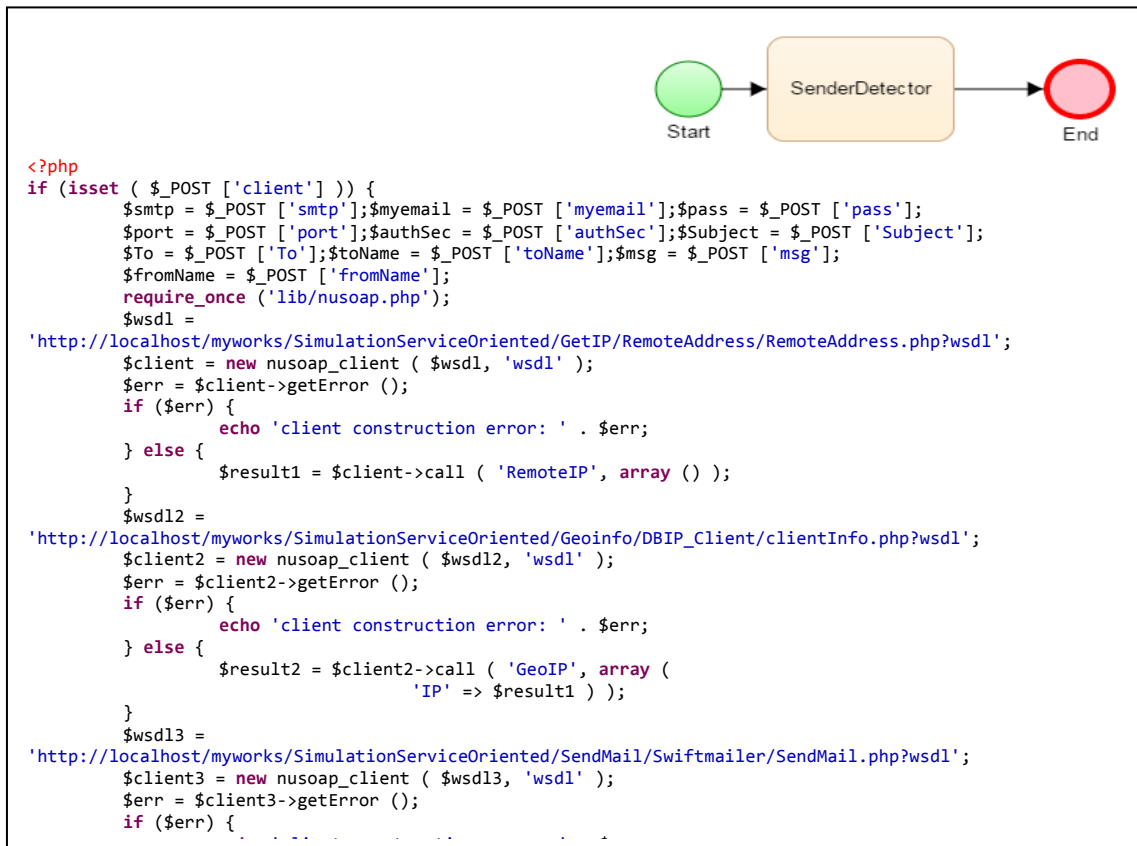 SenderDetector
Start
End
<?php
if (isset ( $_POST ['client'] )) {
$smtp = $_POST ['smtp'];$myemail = $_POST ['myemail'];$pass = $_POST ['pass'];
$port = $_POST ['port'];$authSec = $_POST ['authSec'];$Subject = $_POST ['Subject'];
$To = $_POST ['To'];$toName = $_POST ['toName'];$msg = $_POST ['msg'];
$fromName = $_POST ['fromName'];
require_once ('lib/nusoap.php');
$wsdl =
'http://localhost/myworks/SimulationServiceOriented/GetIP/RemoteAddress/RemoteAddress.php?wsdl';
$client = new nusoap_client ( $wsdl, 'wsdl' );
$err = $client->getError ();
if ($err) {
echo 'client construction error: ' . $err;
} else {
$result1 = $client->call ( 'RemoteIP', array () );
}
$wsdl2 =
'http://localhost/myworks/SimulationServiceOriented/Geoinfo/DBIP_Client/clientInfo.php?wsdl';
$client2 = new nusoap_client ( $wsdl2, 'wsdl' );
$err = $client2->getError ();
if ($err) {
echo 'client construction error: ' . $err;
} else {
$result2 = $client2->call ( 'GeoIP', array (
'IP' => $result1 ) );
}
$wsdl3 =
'http://localhost/myworks/SimulationServiceOriented/SendMail/Swiftmailer/SendMail.php?wsdl';
$client3 = new nusoap_client ( $wsdl3, 'wsdl' );
$err = $client3->getError ();
if ($err) {